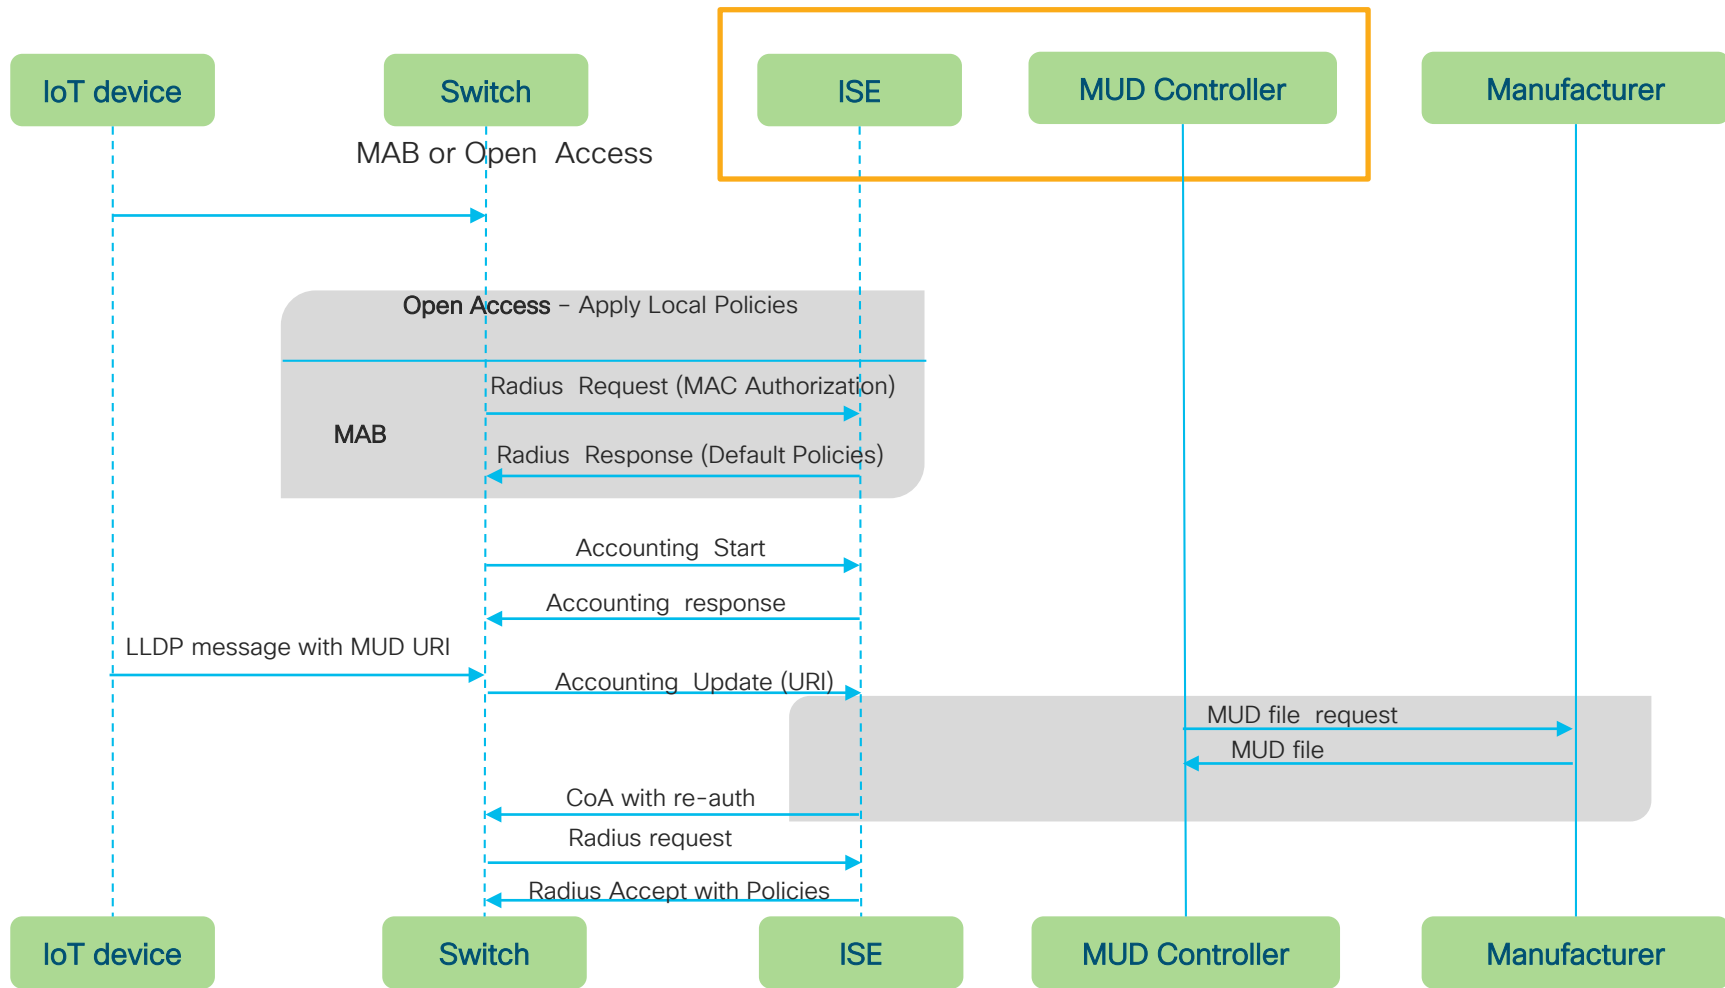 IoT device
Switch
ISE
MUD Controller
Manufacturer
MAB or Open Access
Open Access – Apply Local Policies
Radius Request (MAC Authorization)
MAB
Radius Response (Default Policies)
Accounting Start
Accounting response
LLDP message with MUD URI
Accounting Update (URI)
MUD file request
MUD file
CoA with re-auth
Radius request
Radius Accept with Policies
IoT device
Switch
ISE
MUD Controller
Manufacturer